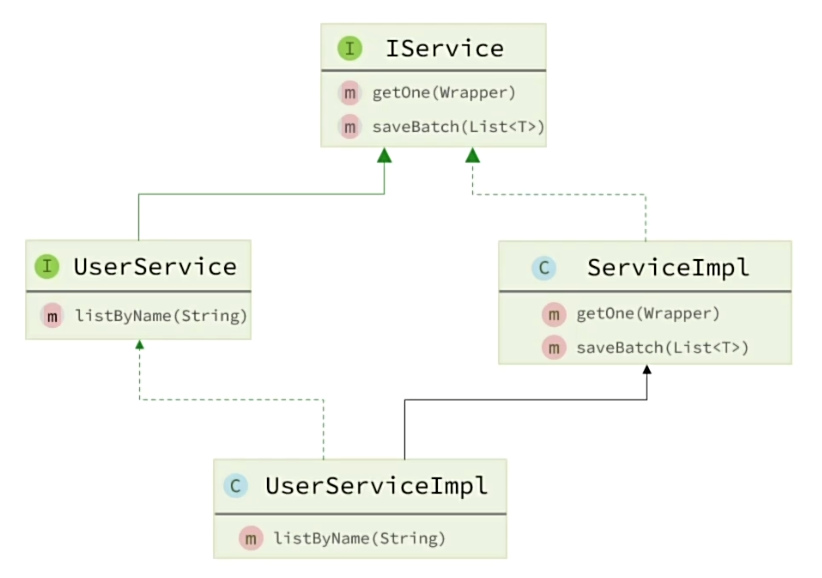 I IService
m getOne(Wrapper)
m saveBatch(List<T>)
I UserService
m listByName(String)
C ServiceImpl
m getOne(Wrapper)
m saveBatch(List<T>)
C UserServiceImpl
m listByName(String)